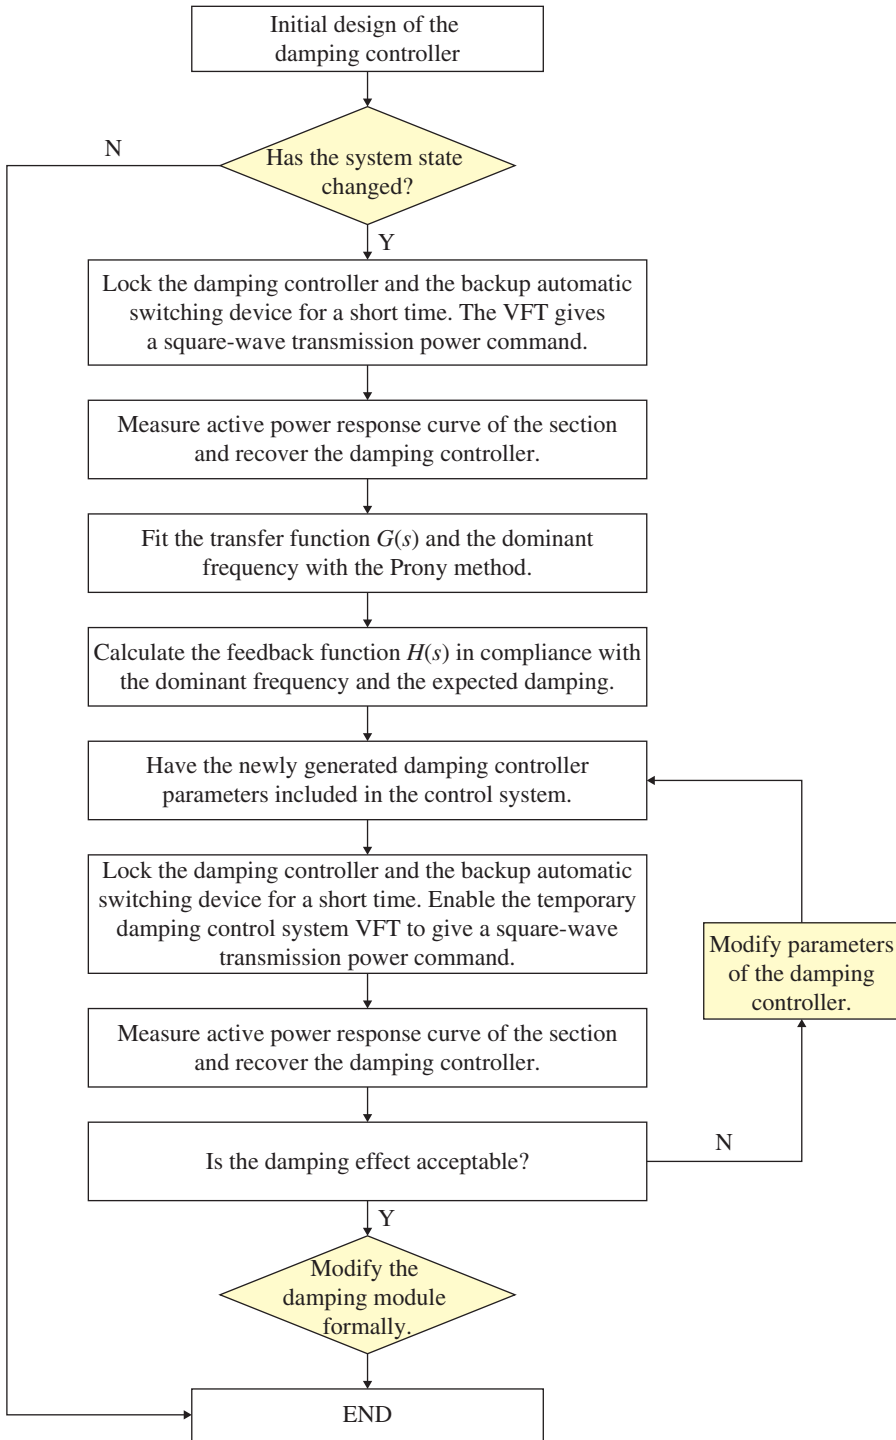 Initial design of the
damping controller
N
Has the system state
changed?
Y
Lock the damping controller and the backup automatic
switching device for a short time. The VFT gives
a square-wave transmission power command.
Measure active power response curve of the section
and recover the damping controller.
Fit the transfer function G(s) and the dominant
frequency with the Prony method.
Calculate the feedback function H(s) in compliance with
the dominant frequency and the expected damping.
Have the newly generated damping controller
parameters included in the control system.
Lock the damping controller and the backup automatic
switching device for a short time. Enable the temporary
damping control system VFT to give a square-wave
transmission power command.
Modify parameters
of the damping
controller.
Measure active power response curve of the section
and recover the damping controller.
Is the damping effect acceptable?
N
Y
Modify the
damping module
formally.
END